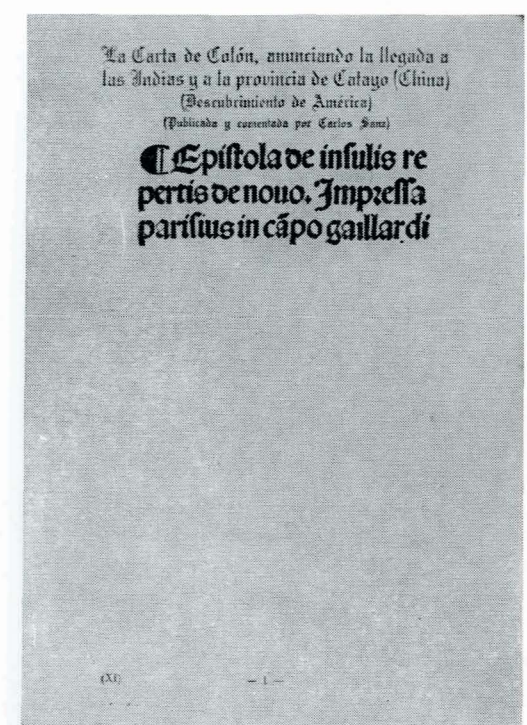 La Carta de Colón, anunciando la llegada a
las Indias y a la provincia de Catayo (China)
(Descubrimiento de América)
(Publicada y comentada por Carlos Sanz)
¶ Epiſtola de inſulis re
pertis de nouo. Impreſſa
pariſius in cãpo gaillardi
(XI)
— 1 —